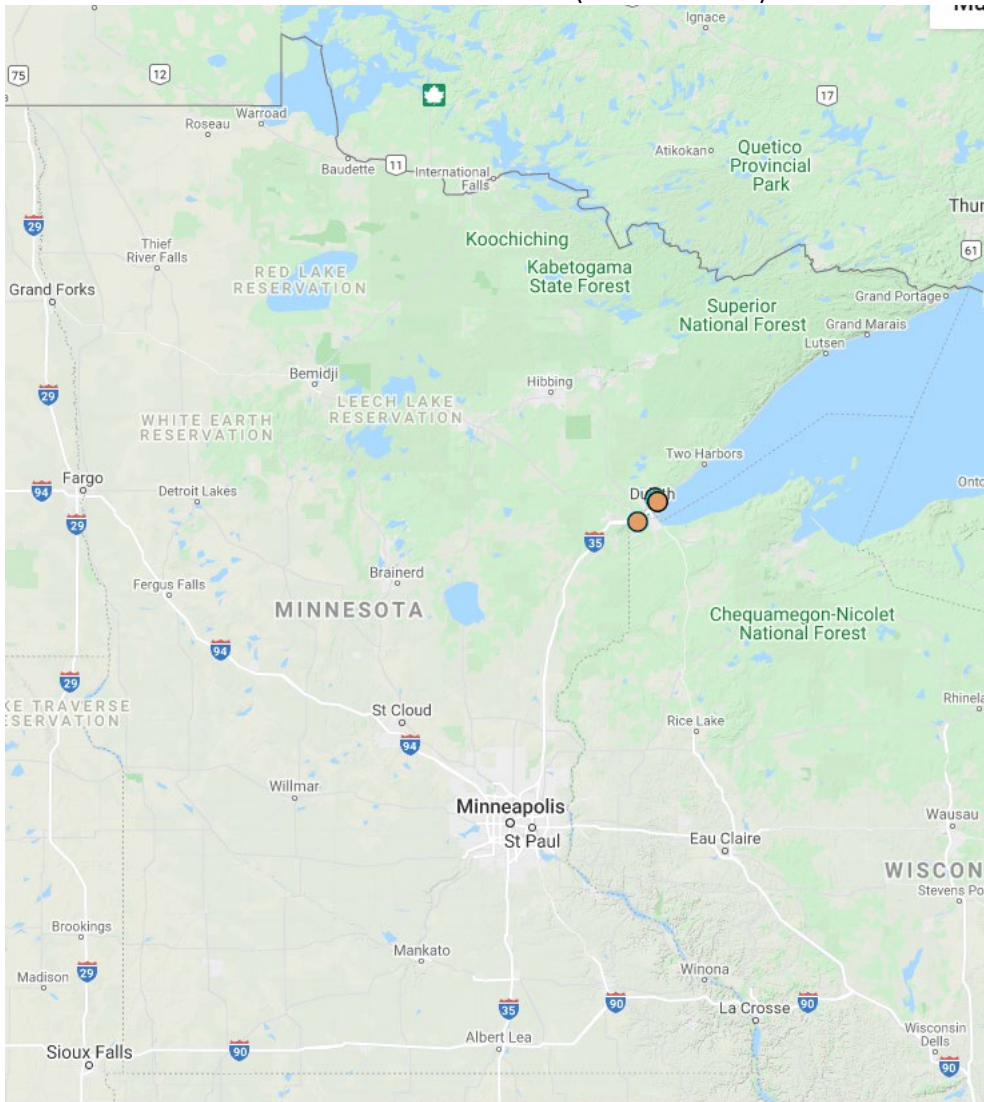 Ignace
75
12
17
Warroad
Roseau
Baudette
11
International
Falls
Atikokan
Quetico
Provincial
Park
29
Thun
61
Thief
River Falls
Koochiching
Kabetogama
State Forest
RED LAKE
RESERVATION
Grand Forks
Superior
National Forest
Grand Portage
Grand Marais
Lutsen
Bemidji
Hibbing
29
LEECH LAKE
RESERVATION
WHITE EARTH
RESERVATION
Two Harbors
Fargo
94
Detroit Lakes
29
Onto
35
Brainerd
Fergus Falls
MINNESOTA
Chequamegon-Nicolet
National Forest
94
29
KE TRAVERSE
ESERVATION
St Cloud
94
Rice Lake
Rhinela
Willmar
Minneapolis
St Paul
Wausau
Eau Claire
WISCON
Stevens Po
Brookings
Mankato
Madison
29
Winona
35
90
La Crosse
90
Albert Lea
Wisconsin
Dells
Sioux Falls
90
90